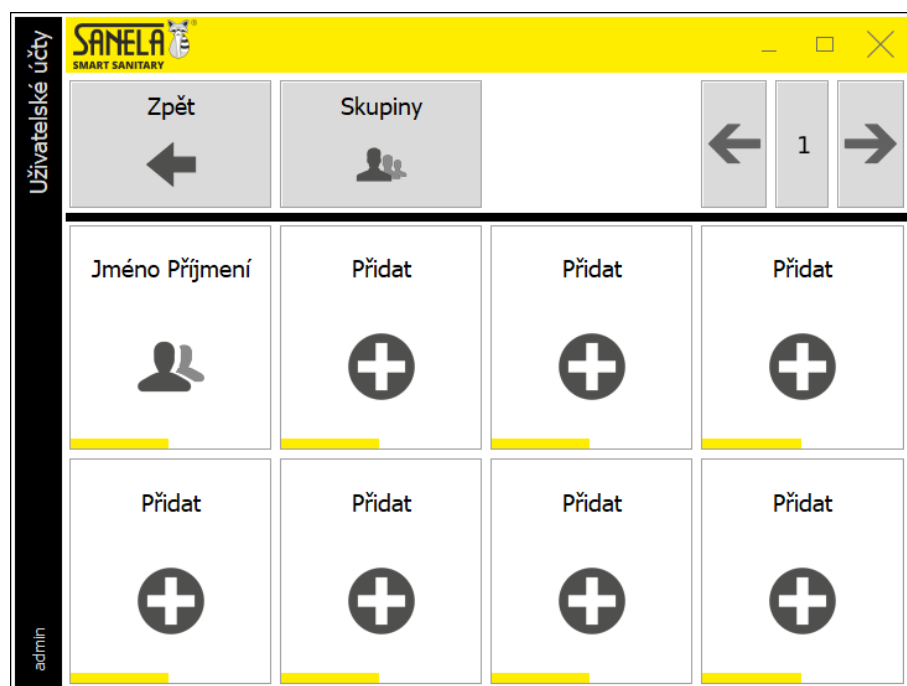 Uživatelské účty
admin
SANELA
SMART SANITARY
Zpět
Skupiny
1
Jméno Příjmení
Přidat
Přidat
Přidat
Přidat
Přidat
Přidat
Přidat